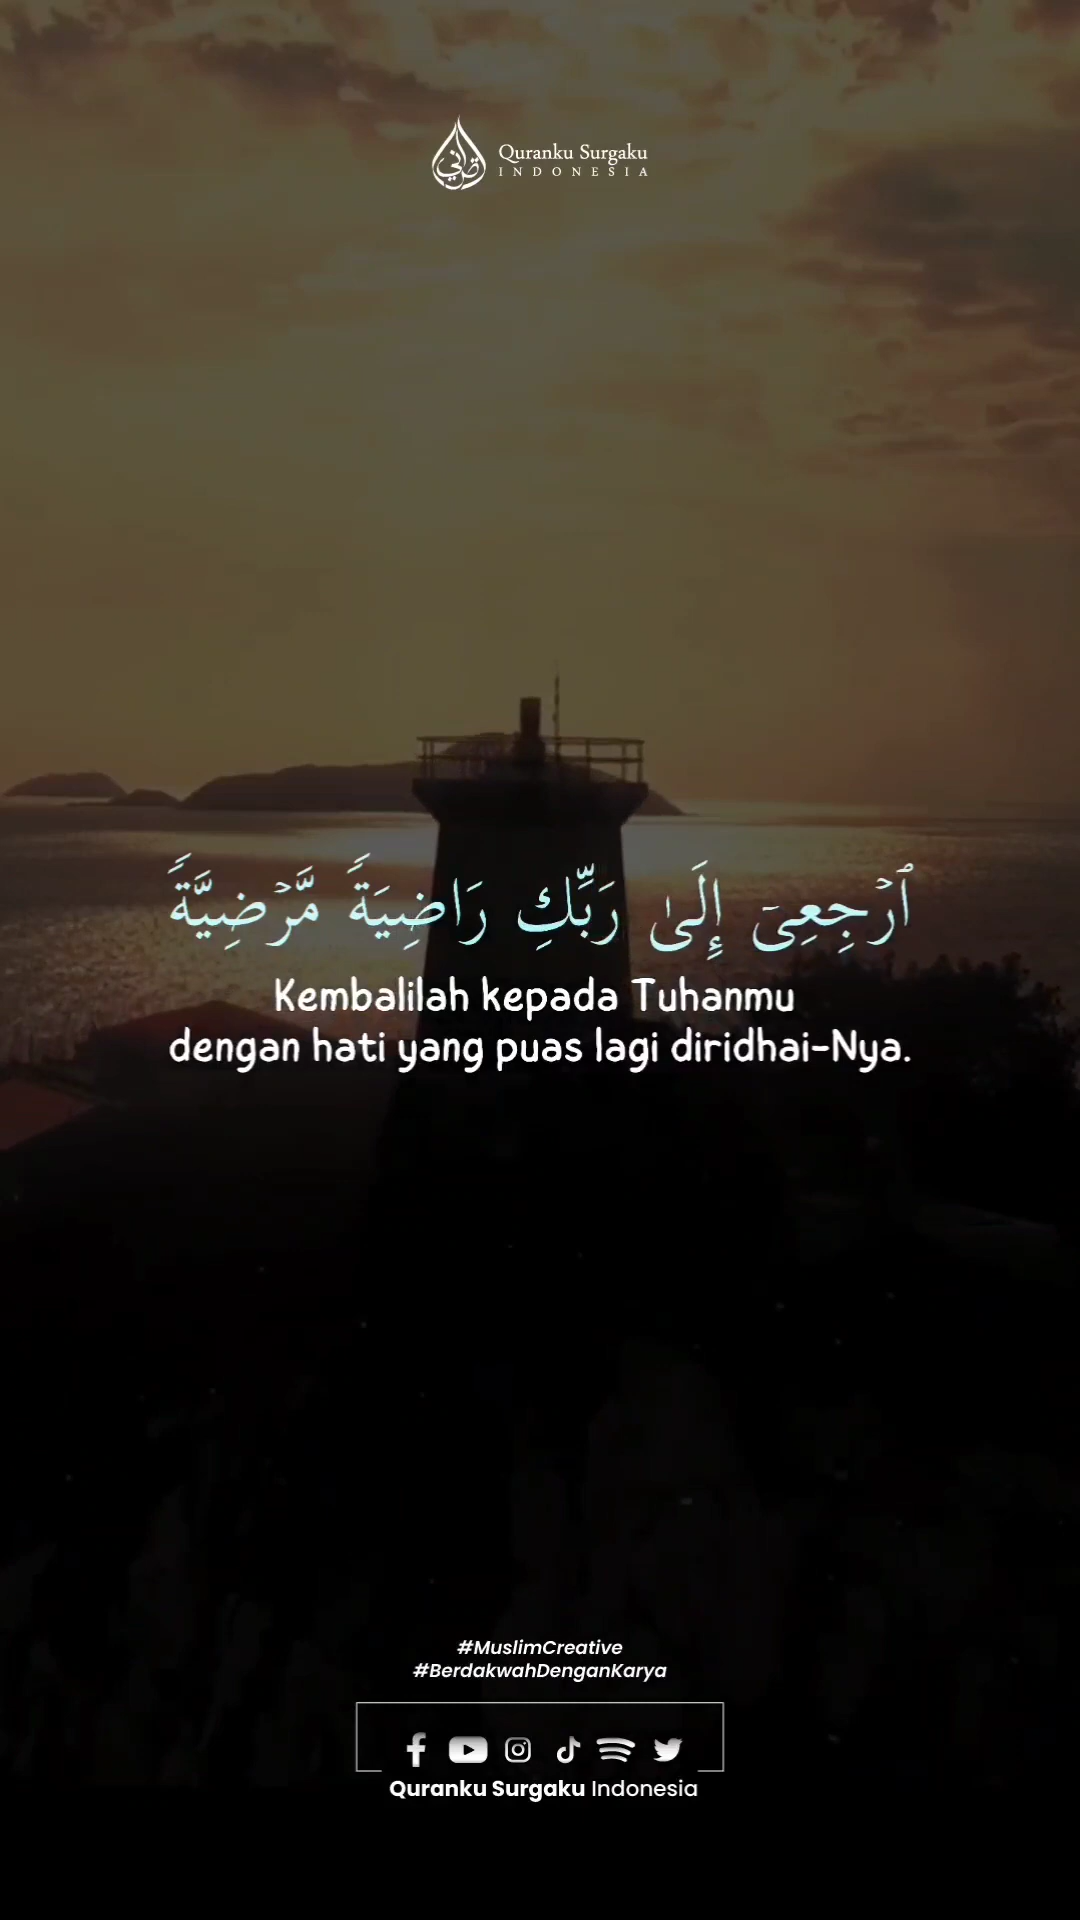 Quranku Surgaku
INDONESIA
ٱرْجِعِىٓ إِلَىٰ رَبِّكِ رَاضِيَةً مَّرْضِيَّةً
Kembalilah kepada Tuhanmu
dengan hati yang puas lagi diridhai-Nya.
#MuslimCreative
#BerdakwahDenganKarya
Quranku Surgaku Indonesia